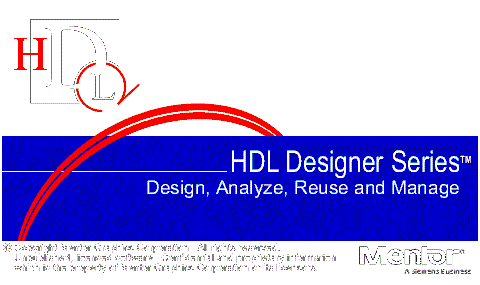 HDL
HDL Designer Series™
Design, Analyze, Reuse and Manage
© Copyright Mentor Graphics Corporation. All rights reserved.
Unpublished, licensed software. Confidential and proprietary information
which is the property of Mentor Graphics Corporation or its licensors.
Mentor®
A Siemens Business